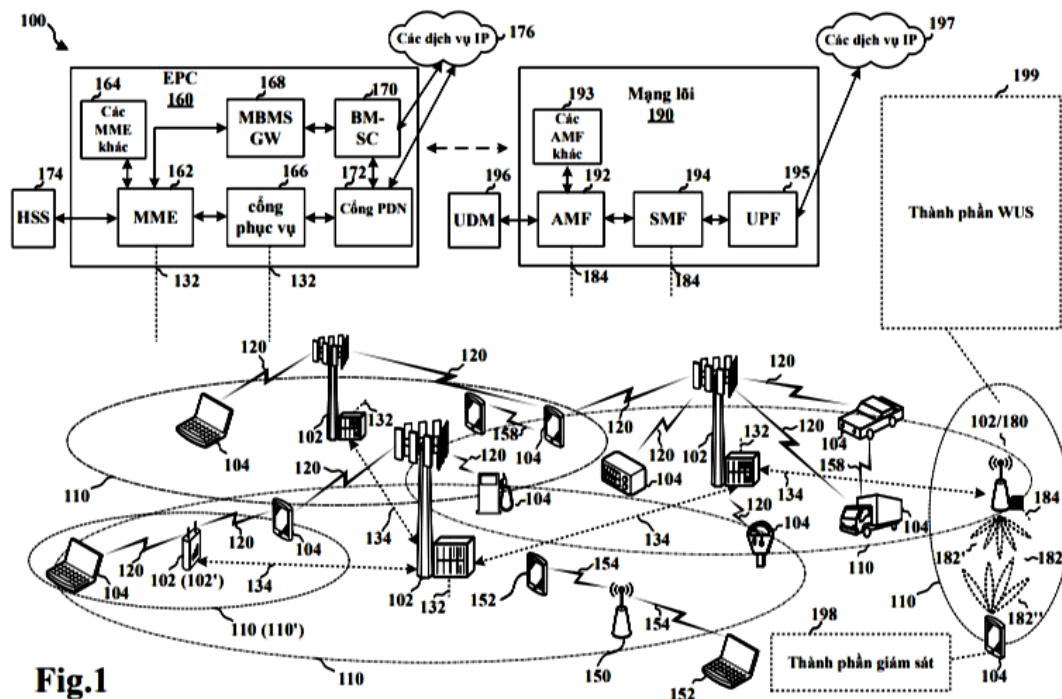 100
Các dịch vụ IP
176
Các dịch vụ IP
197
EPC
160
164
Các
MME
khác
168
MBMS
GW
170
BM-
SC
174
HSS
162
MME
166
cổng
phục vụ
172
Cổng PDN
132
132
Mạng lõi
190
193
Các
AMF
khác
196
UDM
192
AMF
194
SMF
195
UPF
184
184
199
Thành phần WUS
120
120
104
102
132
158
104
120
110
120
120
102
132
120
104
120
104
158
104
110
102/180
184
182'
182
182''
110
104
120
104
134
120
104
120
102 (102')
134
104
110 (110')
102
132
134
134
120
104
152
154
154
150
152
110
198
Thành phần giám sát
Fig.1